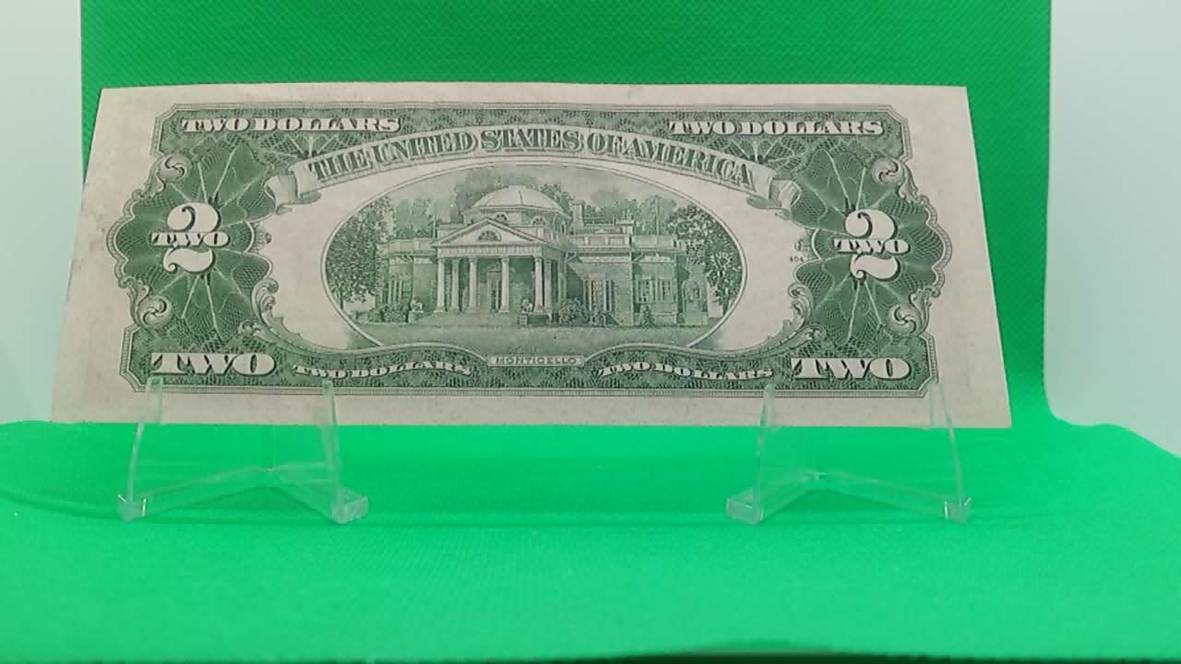 TWO DOLLARS TWO DOLLARS
THE UNITED STATES OF AMERICA
2 2
TWO TWO
TWO TWO DOLLARS MONTICELLO TWO DOLLARS TWO